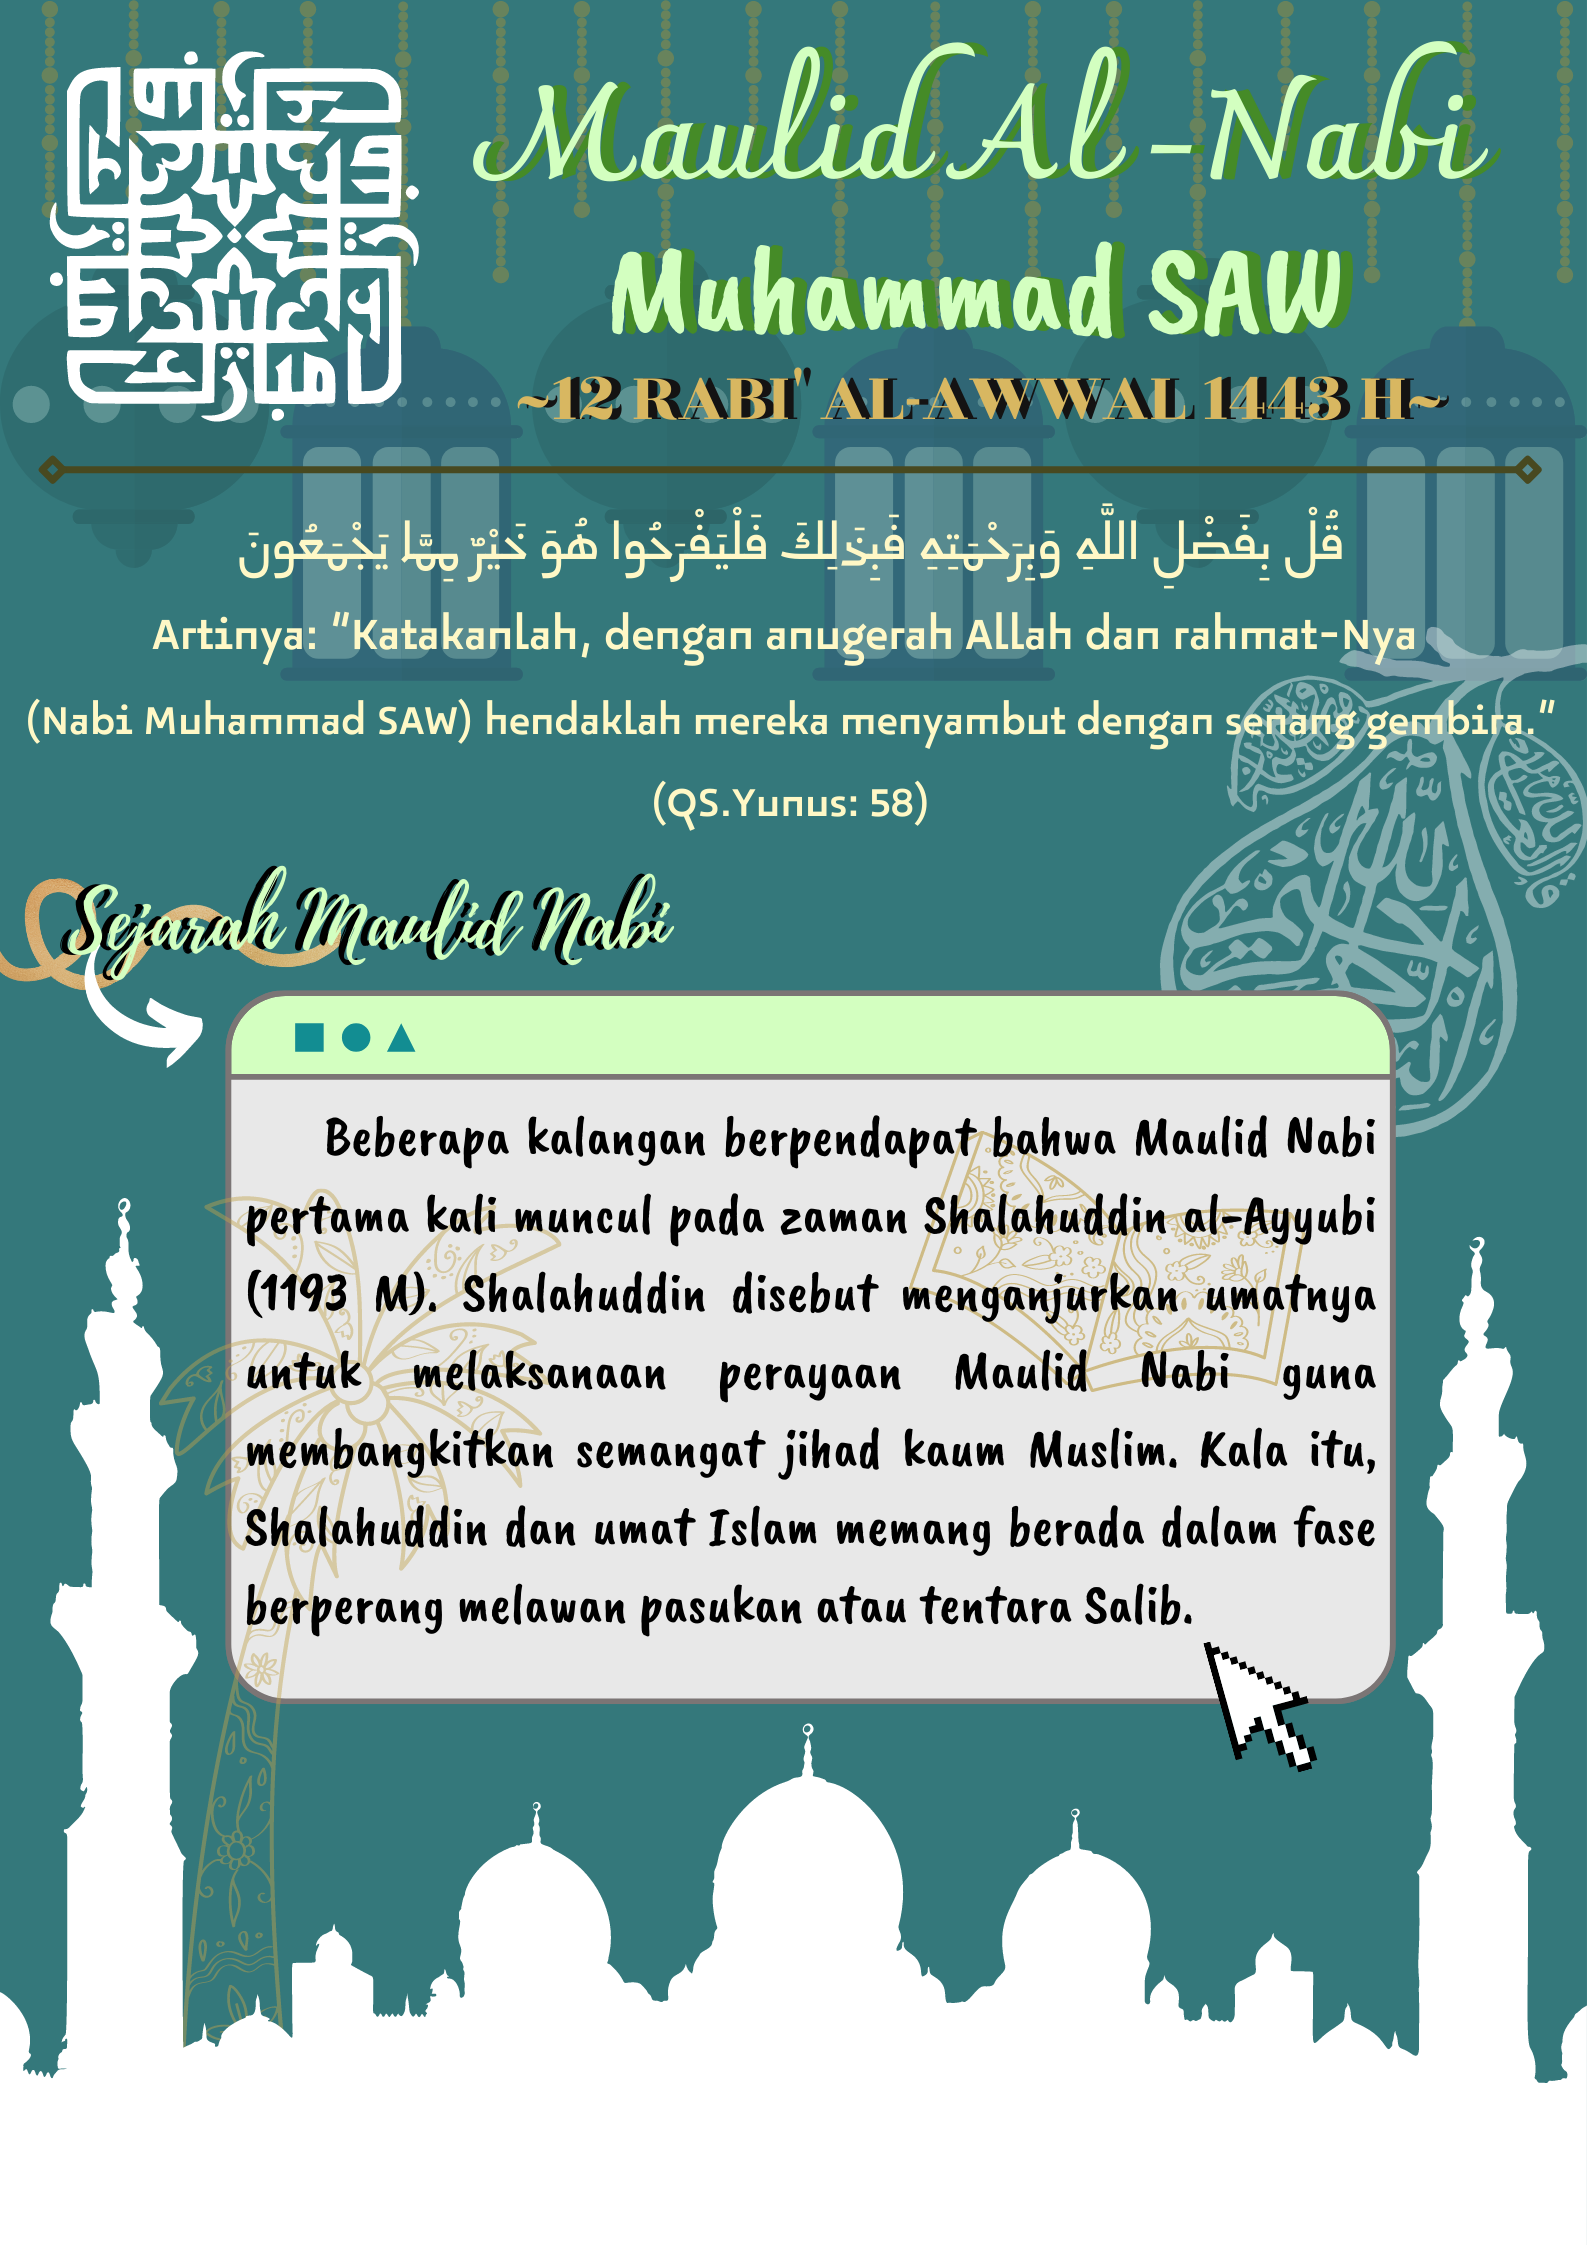 Maulid Al-Nabi
Muhammad SAW
~12 RABI" AL-AWWAL 1443 H~
قُلْ بِفَضْلِ اللَّهِ وَبِرَحْمَتِهِ فَبِذَلِكَ فَلْيَفْرَحُوا هُوَ خَيْرٌ مِمَّا يَجْمَعُونَ
Artinya: "Katakanlah, dengan anugerah Allah dan rahmat-Nya
(Nabi Muhammad SAW) hendaklah mereka menyambut dengan senang gembira."
(QS.Yunus: 58)
Sejarah Maulid Nabi
Beberapa kalangan berpendapat bahwa Maulid Nabi
pertama kali muncul pada zaman Shalahuddin al-Ayyubi
(1193 M). Shalahuddin disebut menganjurkan umatnya
untuk melaksanaan perayaan Maulid Nabi guna
membangkitkan semangat jihad kaum Muslim. Kala itu,
Shalahuddin dan umat Islam memang berada dalam fase
berperang melawan pasukan atau tentara Salib.